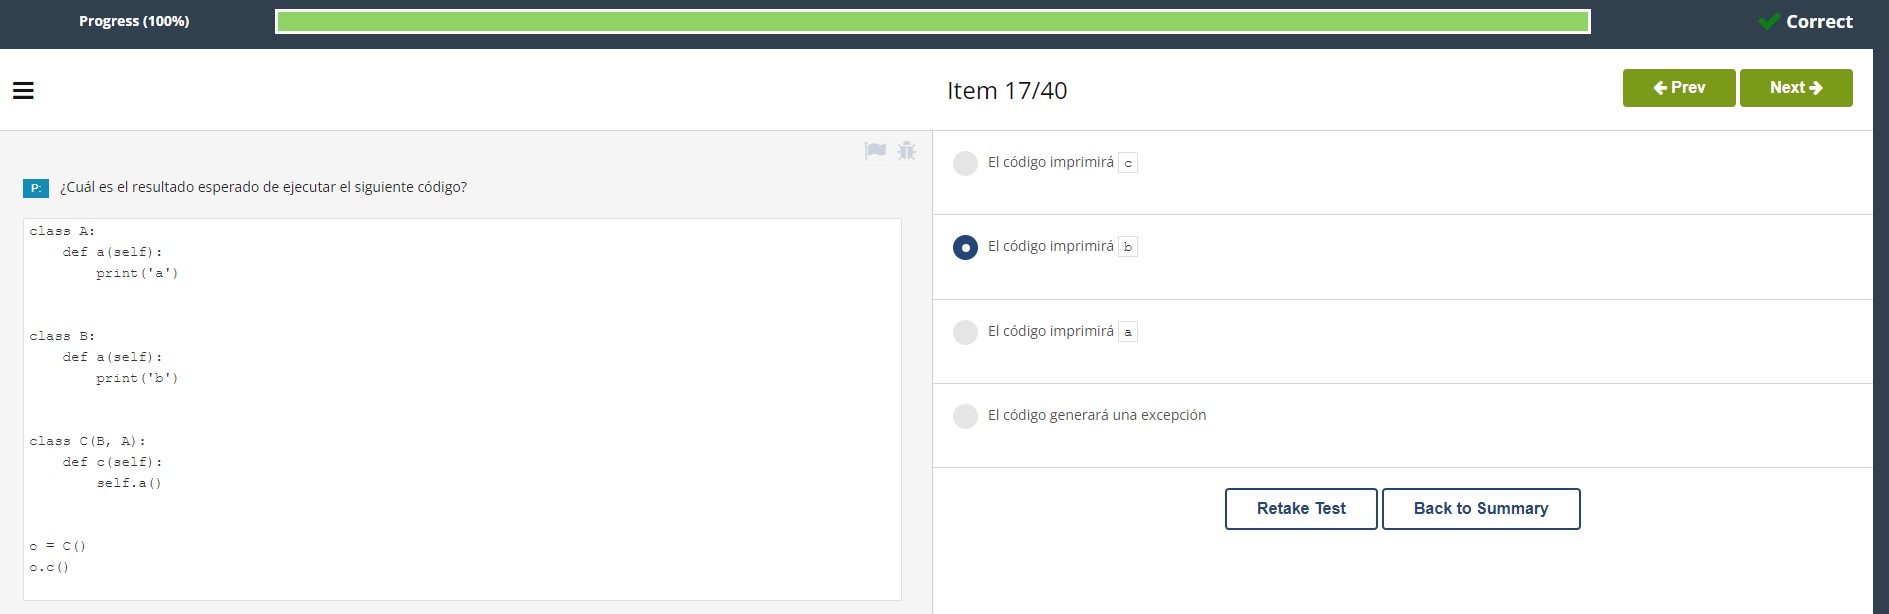 Progress (100%)
Correct
Item 17/40
Prev
Next
P: ¿Cuál es el resultado esperado de ejecutar el siguiente código?
class A:
    def a(self):
        print('a')
class B:
    def a(self):
        print('b')
class C(B, A):
    def c(self):
        self.a()
o = C()
o.c()
El código imprimirá c
El código imprimirá b
El código imprimirá a
El código generará una excepción
Retake Test
Back to Summary